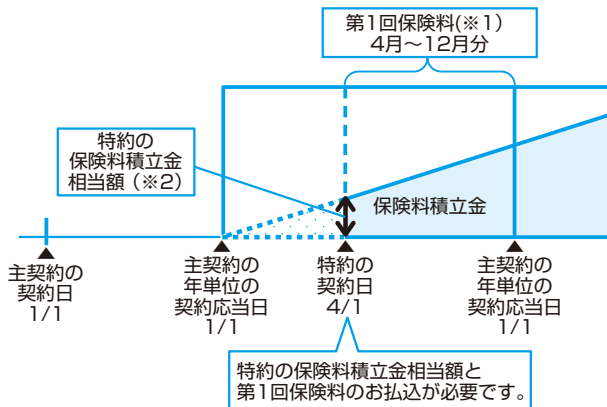 第1回保険料(※1)
4月〜12月分
特約の
保険料積立金
相当額（※2）
保険料積立金
主契約の
契約日
1/1
主契約の
年単位の
契約応当日
1/1
特約の
契約日
4/1
主契約の
年単位の
契約応当日
1/1
特約の保険料積立金相当額と
第1回保険料のお払込が必要です。